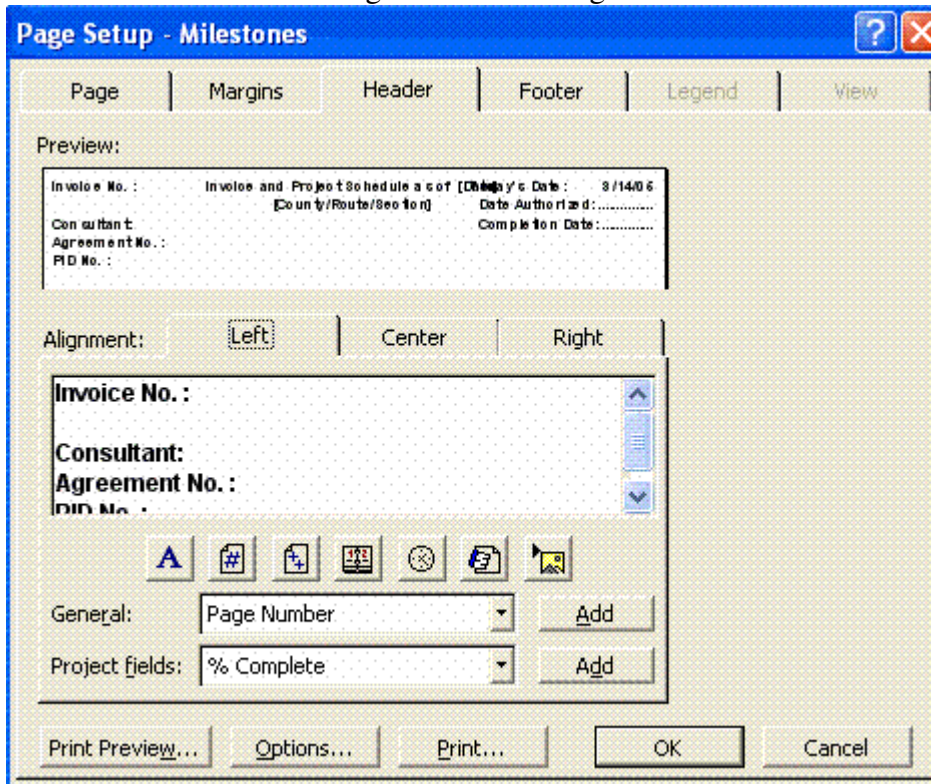 Page Setup - Milestones
Page Margins Header Footer Legend View
Preview:
Invoice No. : Invoice and Project Schedule as of 's Date: 8/14/06
[County/Route/Section] Date Authorized:.............
Consultant: Completion Date:.............
Agreement No. :
PID No. :
Alignment: Left Center Right
Invoice No. :
Consultant:
Agreement No. :
PID No. :
A # 
General: Page Number Add
Project fields: % Complete Add
Print Preview... Options... Print... OK Cancel